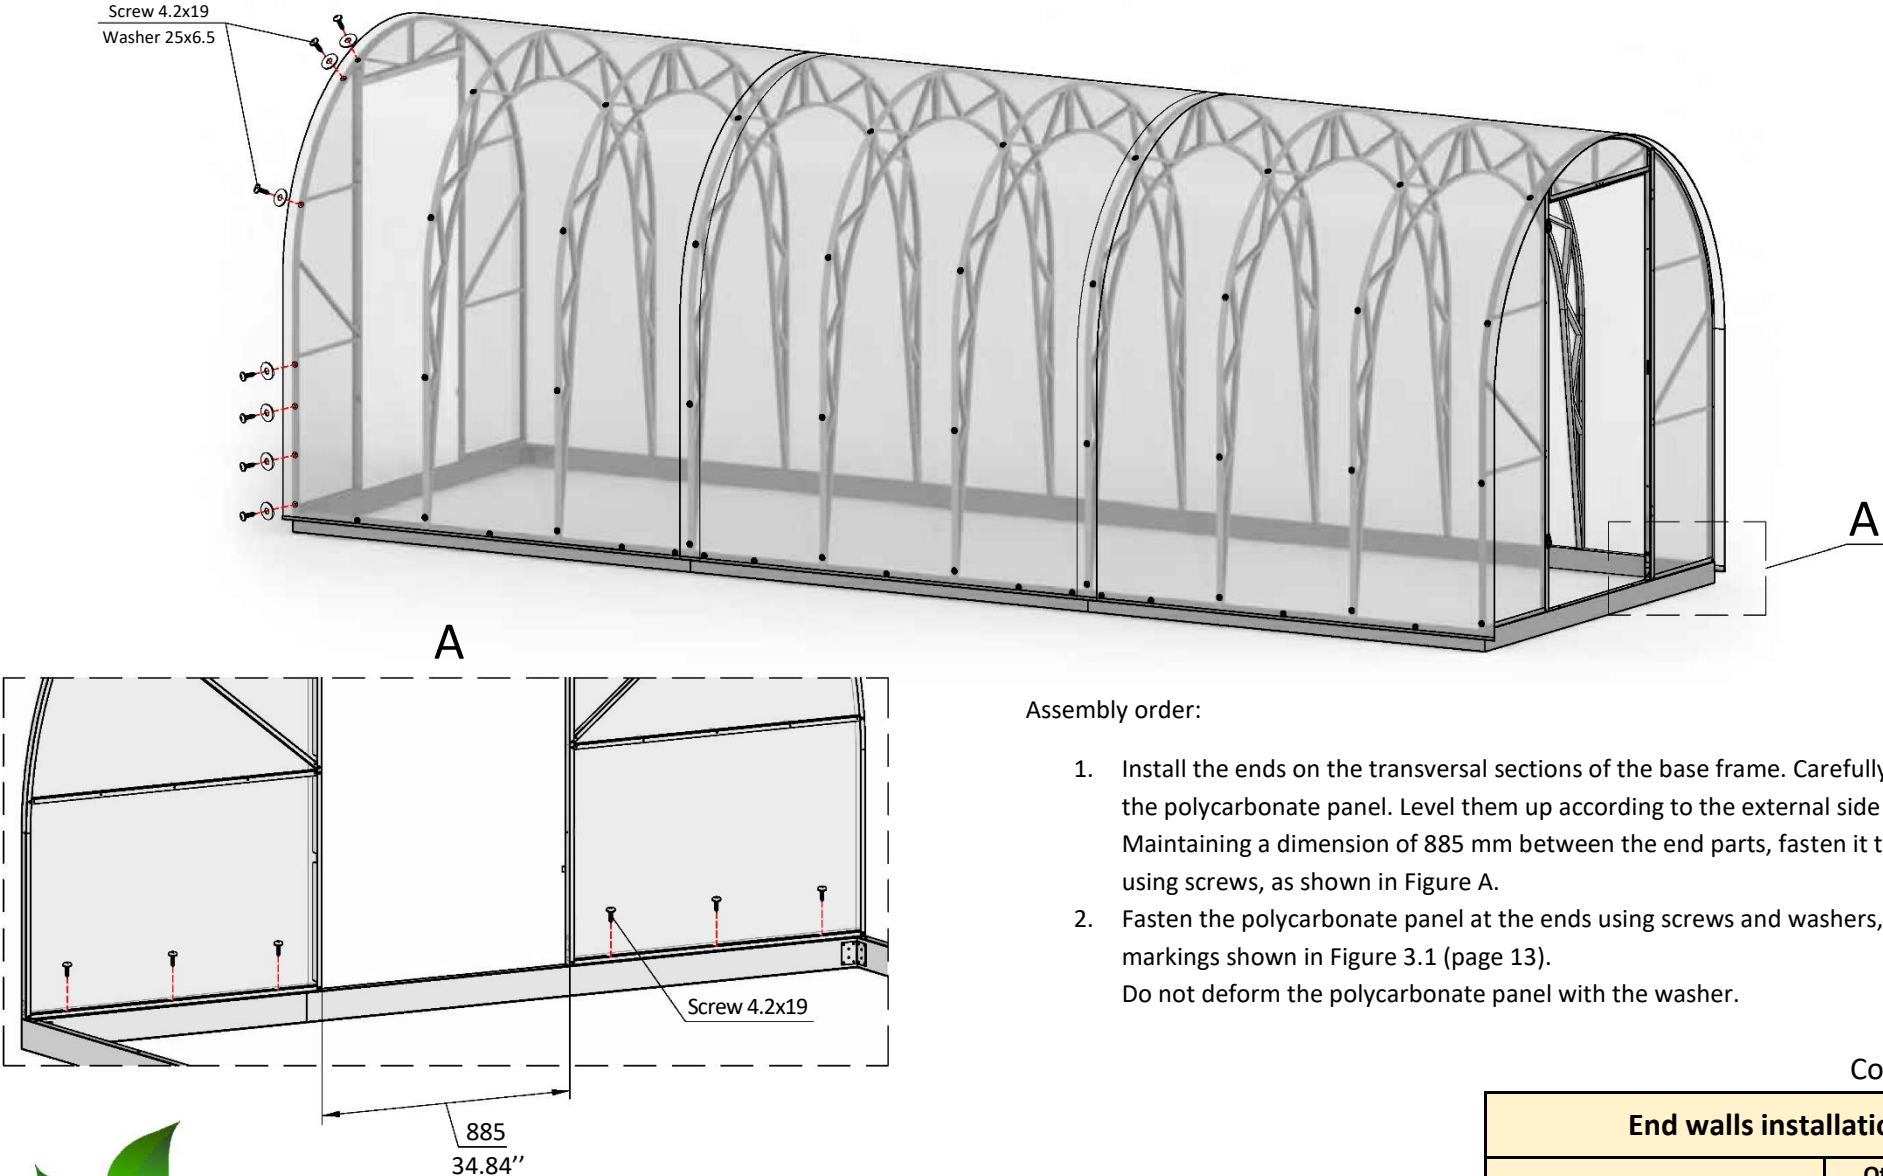 Screw 4.2x19
Washer 25x6.5
A
A
Screw 4.2x19
885
34.84’’
Assembly order:
1. Install the ends on the transversal sections of the base frame. Carefully
the polycarbonate panel. Level them up according to the external side
Maintaining a dimension of 885 mm between the end parts, fasten it t
using screws, as shown in Figure A.
2. Fasten the polycarbonate panel at the ends using screws and washers,
markings shown in Figure 3.1 (page 13).
Do not deform the polycarbonate panel with the washer.
Co
End walls installatio